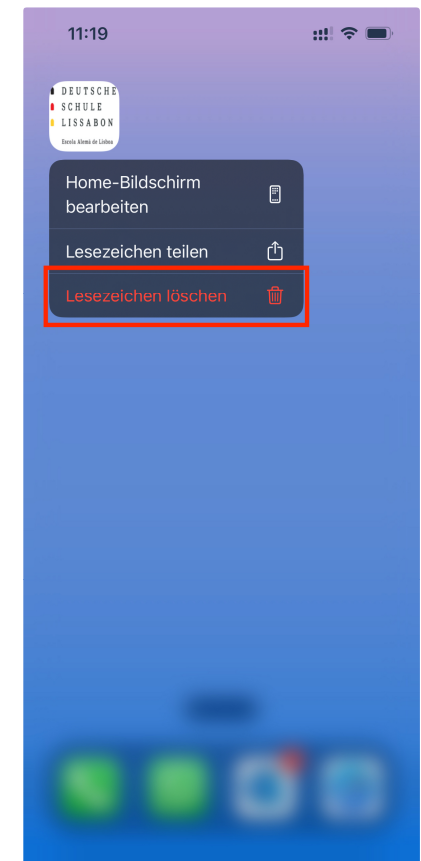 11:19
DEUTSCHE
SCHULE
LISSABON
Escola Alemã de Lisboa
Home-Bildschirm
bearbeiten
Lesezeichen teilen
Lesezeichen löschen